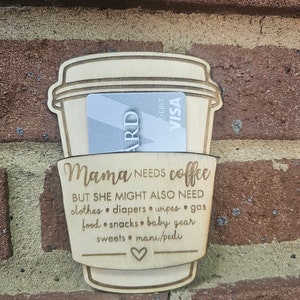 ARD
DEBIT
VISA
Mama NEEDS coffee
BUT SHE MIGHT ALSO NEED
clothes • diapers • wipes • gas
food • snacks • baby gear
sweets • mani/pedi